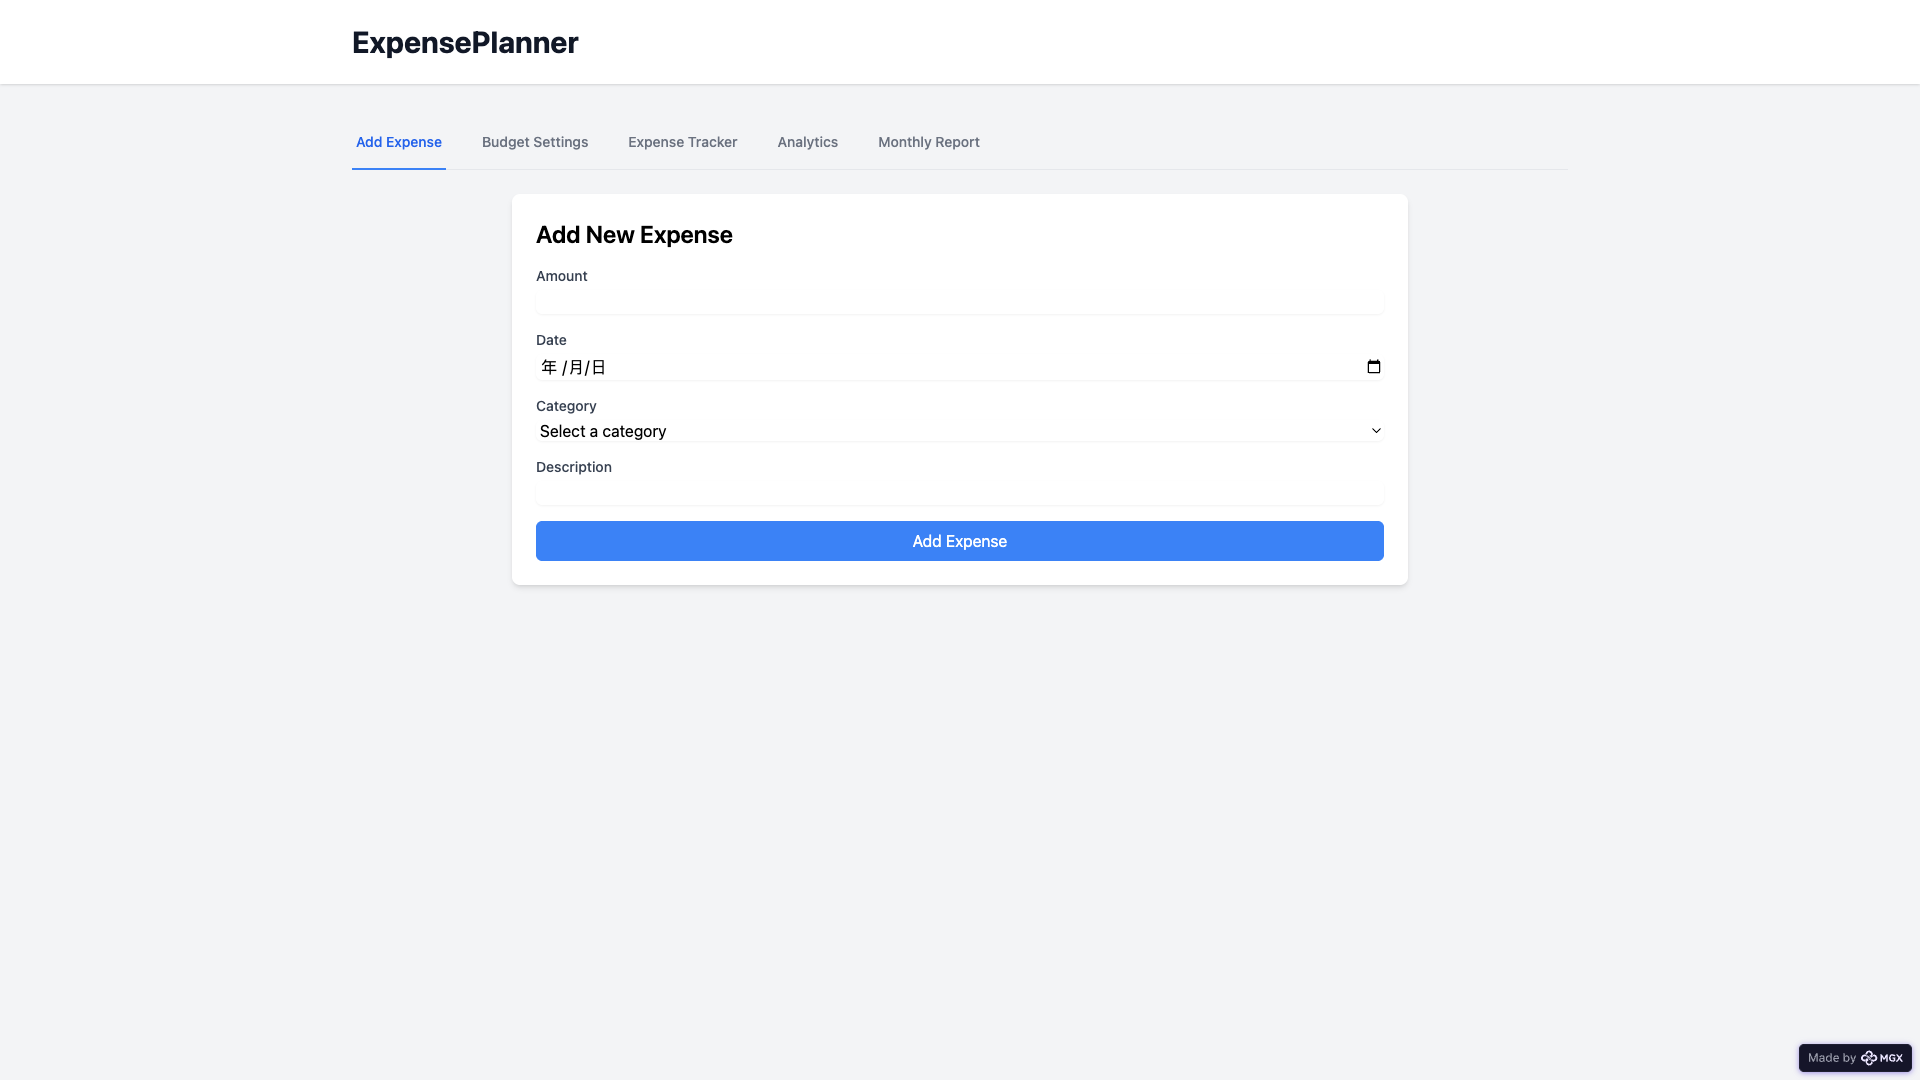 ExpensePlanner
Add Expense Budget Settings Expense Tracker Analytics Monthly Report
Add New Expense
Amount
Date
年 /月/日
Category
Select a category
Description
Add Expense
Made by MGX